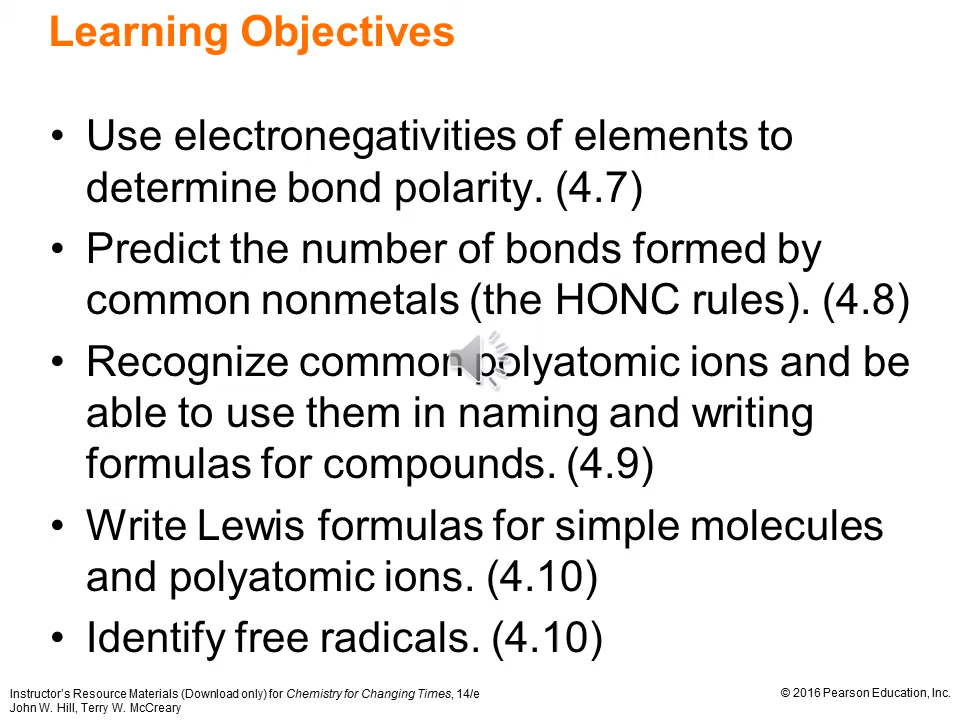 Learning Objectives
• Use electronegativities of elements to
determine bond polarity. (4.7)
• Predict the number of bonds formed by
common nonmetals (the HONC rules). (4.8)
• Recognize common polyatomic ions and be
able to use them in naming and writing
formulas for compounds. (4.9)
• Write Lewis formulas for simple molecules
and polyatomic ions. (4.10)
• Identify free radicals. (4.10)
Instructor's Resource Materials (Download only) for Chemistry for Changing Times, 14/e
John W. Hill, Terry W. McCreary
© 2016 Pearson Education, Inc.